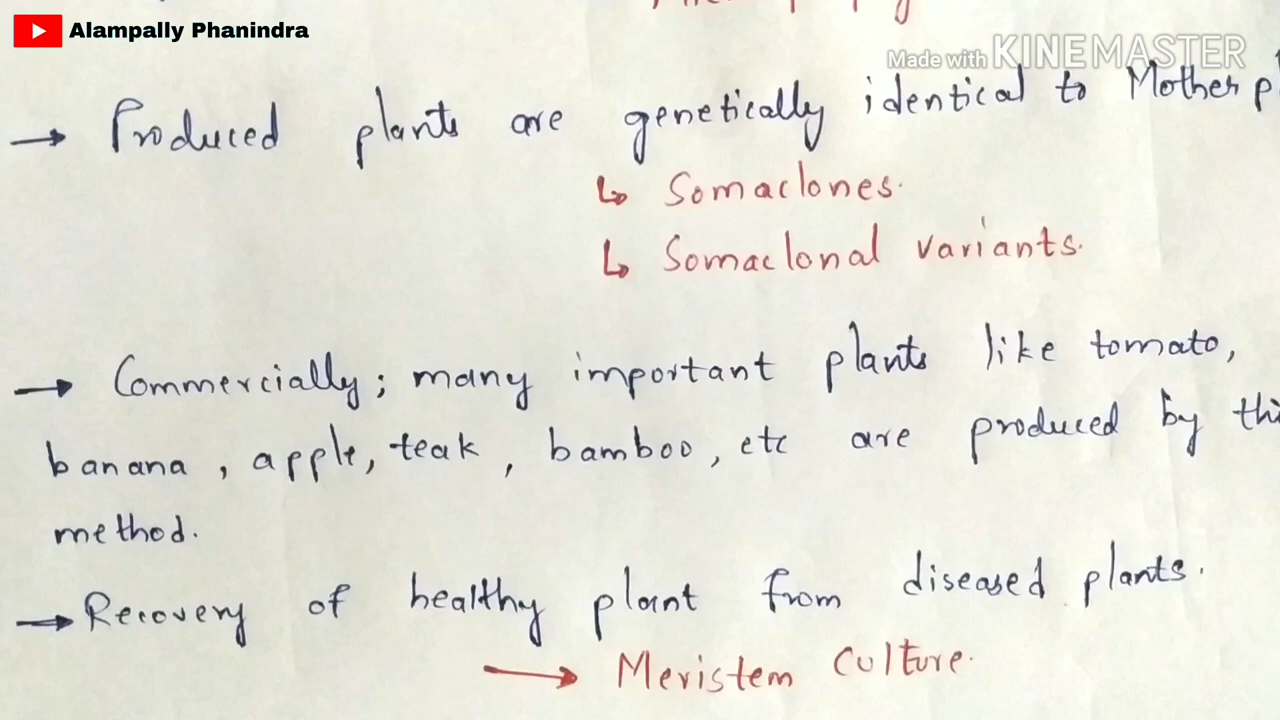 Alampally Phanindra
Made with KINEMASTER
→ Produced plants are genetically identical to Mother
↳ Somaclones.
↳ Somaclonal variants.
→ Commercially; many important plants like tomato,
banana, apple, teak, bamboo, etc are produced by thi
method.
→ Recovery of healthy plant from diseased plants.
→ Meristem Culture.